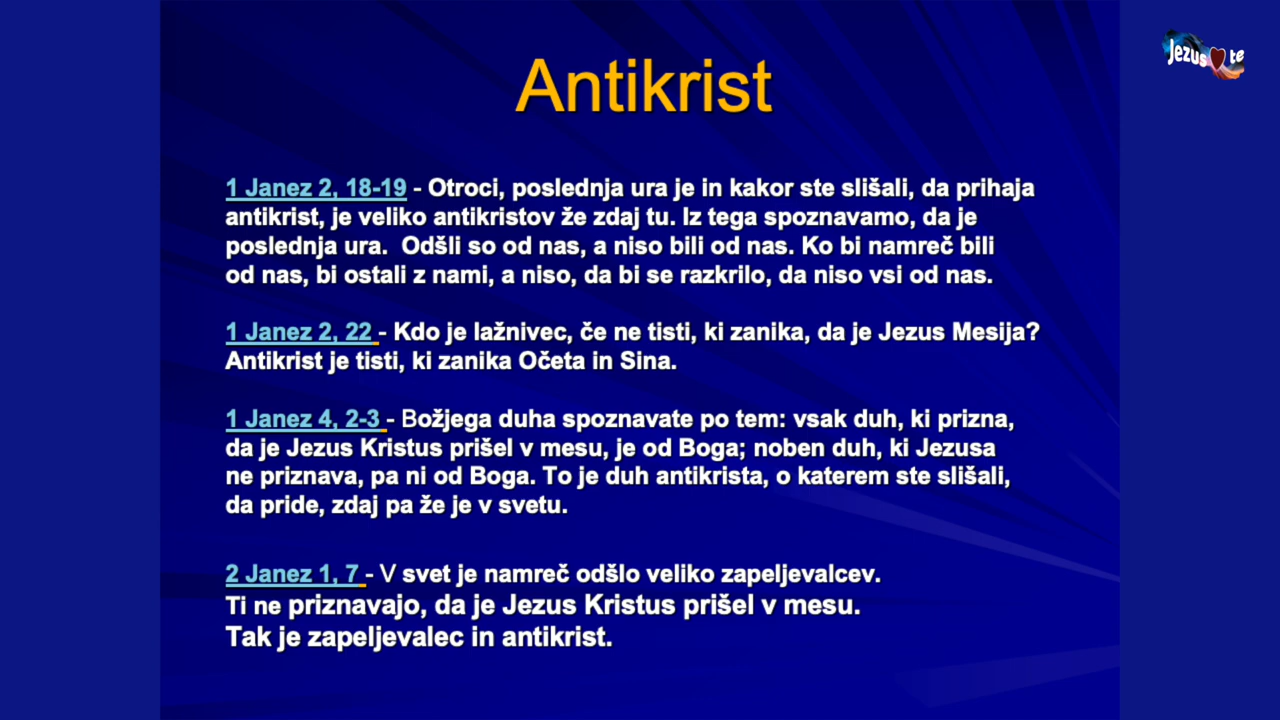 Jezus te
Antikrist
1 Janez 2, 18-19 - Otroci, poslednja ura je in kakor ste slišali, da prihaja
antikrist, je veliko antikristov že zdaj tu. Iz tega spoznavamo, da je
poslednja ura. Odšli so od nas, a niso bili od nas. Ko bi namreč bili
od nas, bi ostali z nami, a niso, da bi se razkrilo, da niso vsi od nas.
1 Janez 2, 22 - Kdo je lažnivec, če ne tisti, ki zanika, da je Jezus Mesija?
Antikrist je tisti, ki zanika Očeta in Sina.
1 Janez 4, 2-3 - Božjega duha spoznavate po tem: vsak duh, ki prizna,
da je Jezus Kristus prišel v mesu, je od Boga; noben duh, ki Jezusa
ne priznava, pa ni od Boga. To je duh antikrista, o katerem ste slišali,
da pride, zdaj pa že je v svetu.
2 Janez 1, 7 - V svet je namreč odšlo veliko zapeljevalcev.
Ti ne priznavajo, da je Jezus Kristus prišel v mesu.
Tak je zapeljevalec in antikrist.